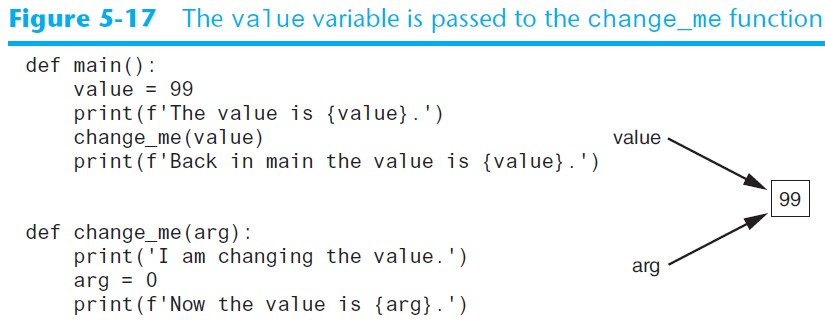 Figure 5-17 The value variable is passed to the change_me function
def main():
    value = 99
    print(f'The value is {value}.')
    change_me(value)
    print(f'Back in main the value is {value}.')
def change_me(arg):
    print('I am changing the value.')
    arg = 0
    print(f'Now the value is {arg}.')
value
99
arg